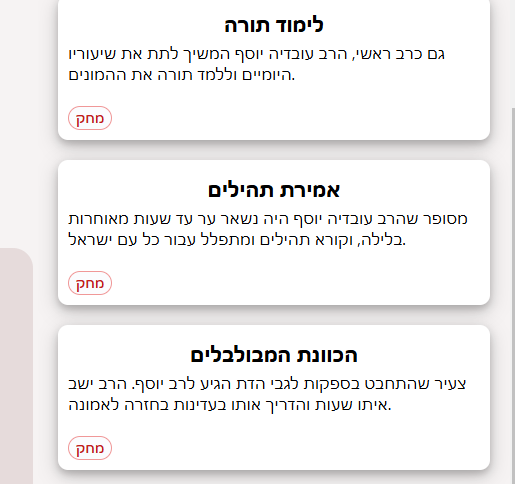 לימוד תורה
גם כרב ראשי, הרב עובדיה יוסף המשיך לתת את שיעוריו
היומיים וללמד תורה את ההמונים.
מחק
אמירת תהילים
מסופר שהרב עובדיה יוסף היה נשאר ער עד שעות מאוחרות
בלילה, וקורא תהילים ומתפלל עבור כל עם ישראל.
מחק
הכוונת המבולבלים
צעיר שהתחבט בספקות לגבי הדת הגיע לרב יוסף. הרב ישב
איתו שעות והדריך אותו בעדינות בחזרה לאמונה.
מחק